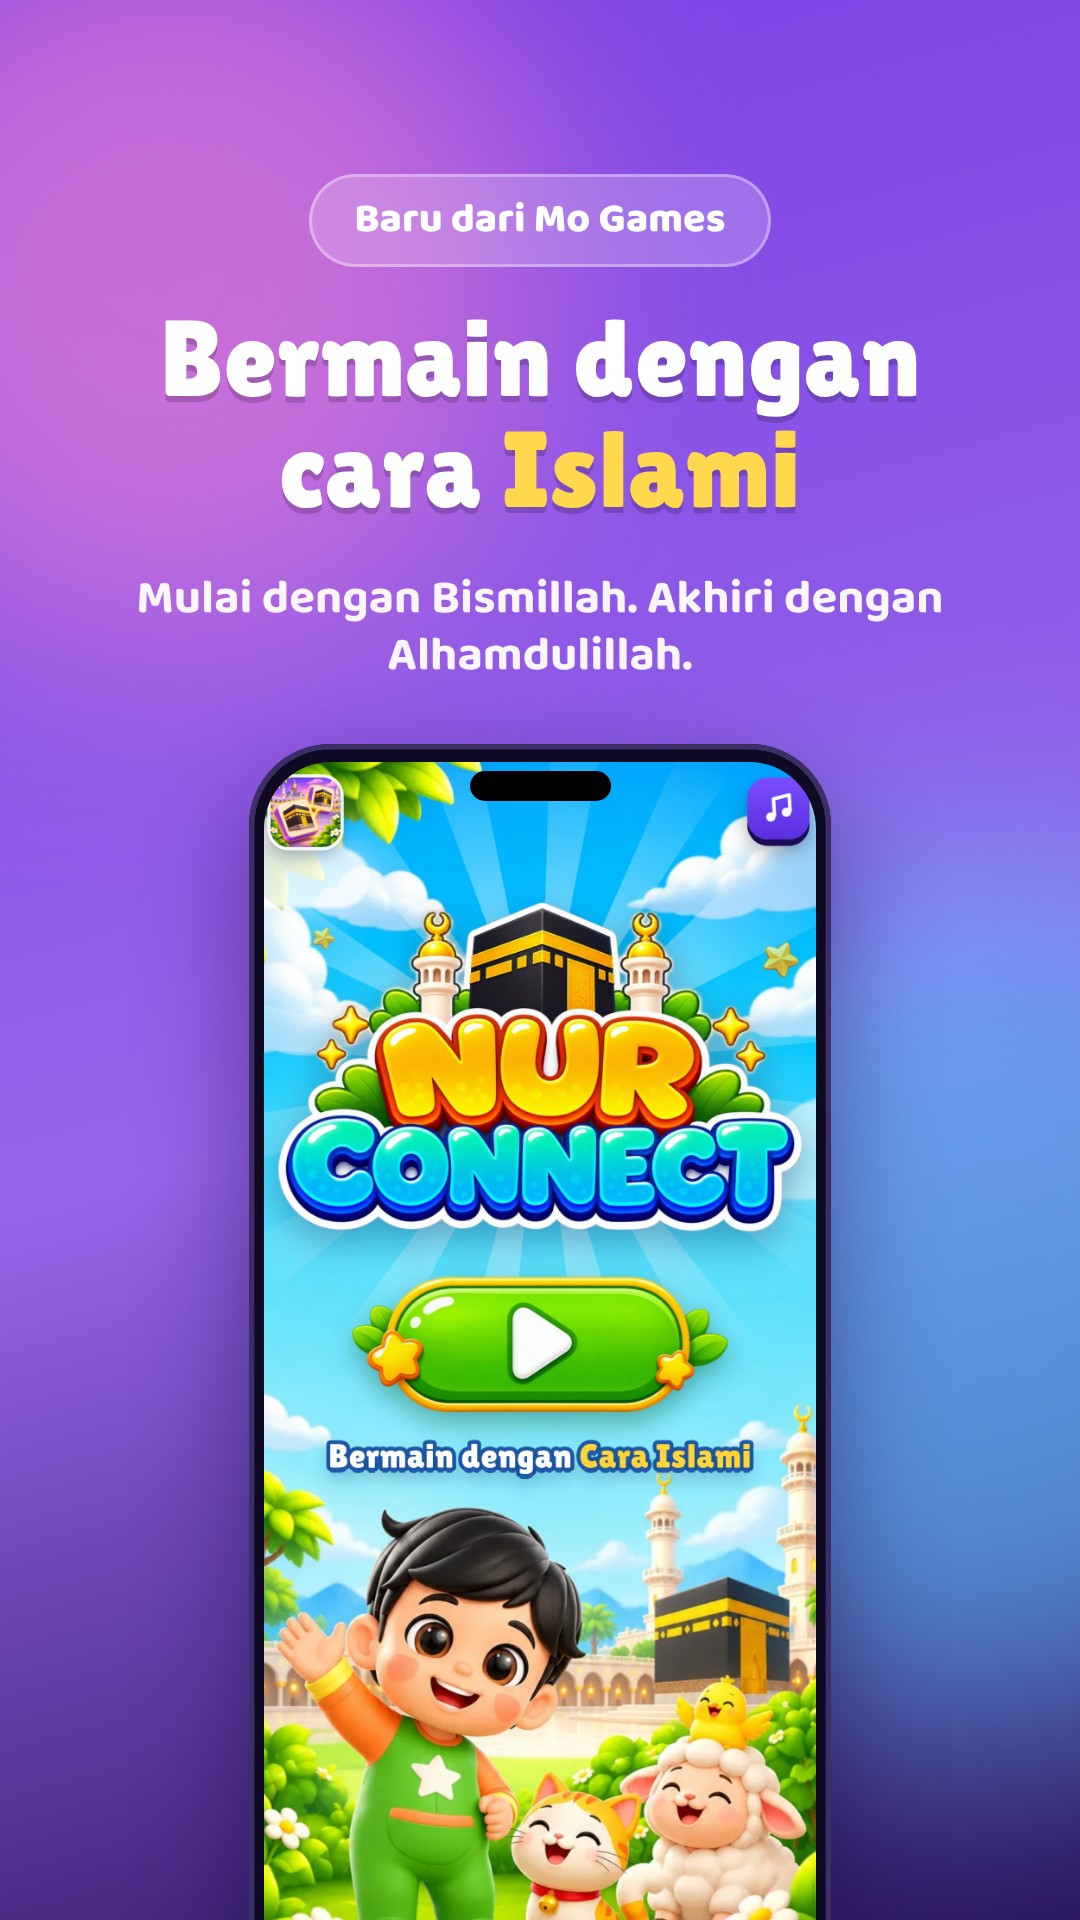 Baru dari Mo Games
Bermain dengan
cara Islami
Mulai dengan Bismillah. Akhiri dengan
Alhamdulillah.
NUR
CONNECT
Bermain dengan Cara Islami